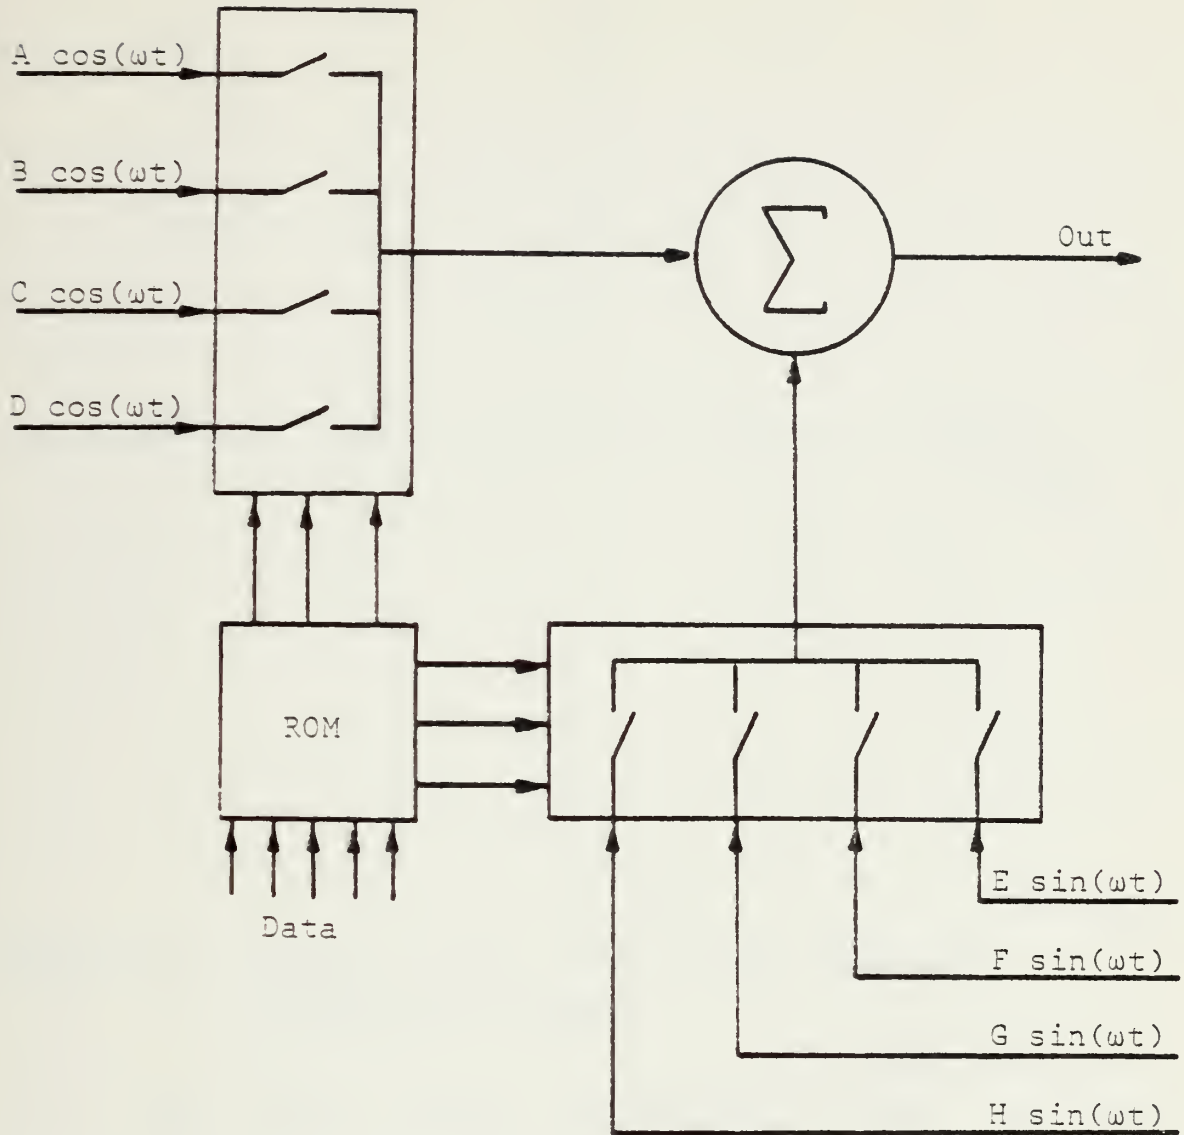 A cos(ωt)
B cos(ωt)
C cos(ωt)
D cos(ωt)
Σ
Out
ROM
Data
E sin(ωt)
F sin(ωt)
G sin(ωt)
H sin(ωt)